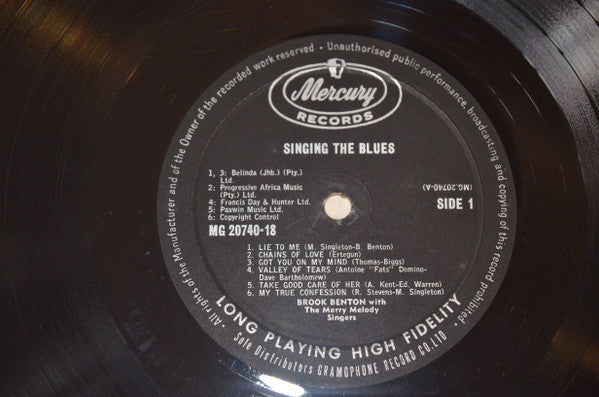 · All rights of the Manufacturer and of the Owner of the recorded work reserved · Unauthorised public performance, broadcasting and copying of this record prohibited ·
Mercury
RECORDS
SINGING THE BLUES
1, 3: Belinda (Jhb.) (Pty.)
Ltd.
2: Progressive Africa Music
(Pty.) Ltd.
4: Francis Day & Hunter Ltd.
5: Paxwin Music Ltd.
6: Copyright Control
(MG 20740-A)
SIDE 1
MG 20740-18
1. LIE TO ME (M. Singleton-B. Benton)
2. CHAINS OF LOVE (Ertegun)
3. GOT YOU ON MY MIND (Thomas-Biggs)
4. VALLEY OF TEARS (Antoine "Fats" Domino-
Dave Bartholomew)
5. TAKE GOOD CARE OF HER (A. Kent-Ed. Warren)
6. MY TRUE CONFESSION (R. Stevens-M. Singleton)
BROOK BENTON with
The Merry Melody
Singers
LONG PLAYING HIGH FIDELITY
Sole Distributors GRAMOPHONE RECORD CO. LTD.